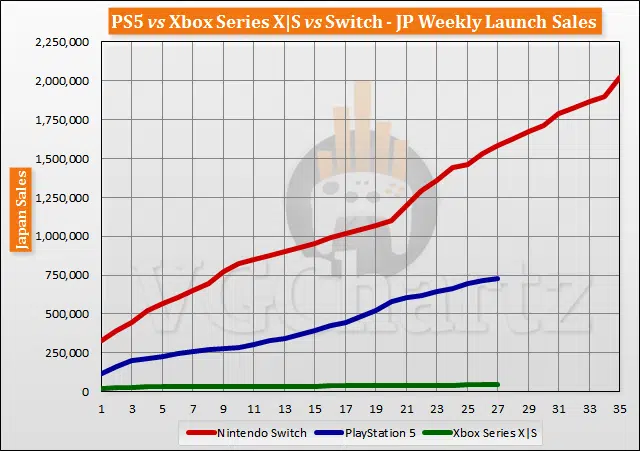 PS5 vs Xbox Series X|S vs Switch - JP Weekly Launch Sales
2,250,000
2,000,000
1,750,000
1,500,000
1,250,000
1,000,000
750,000
500,000
250,000
0
Japan Sales
VGChartz
1 3 5 7 9 11 13 15 17 19 21 23 25 27 29 31 33 35
Nintendo Switch PlayStation 5 Xbox Series X|S